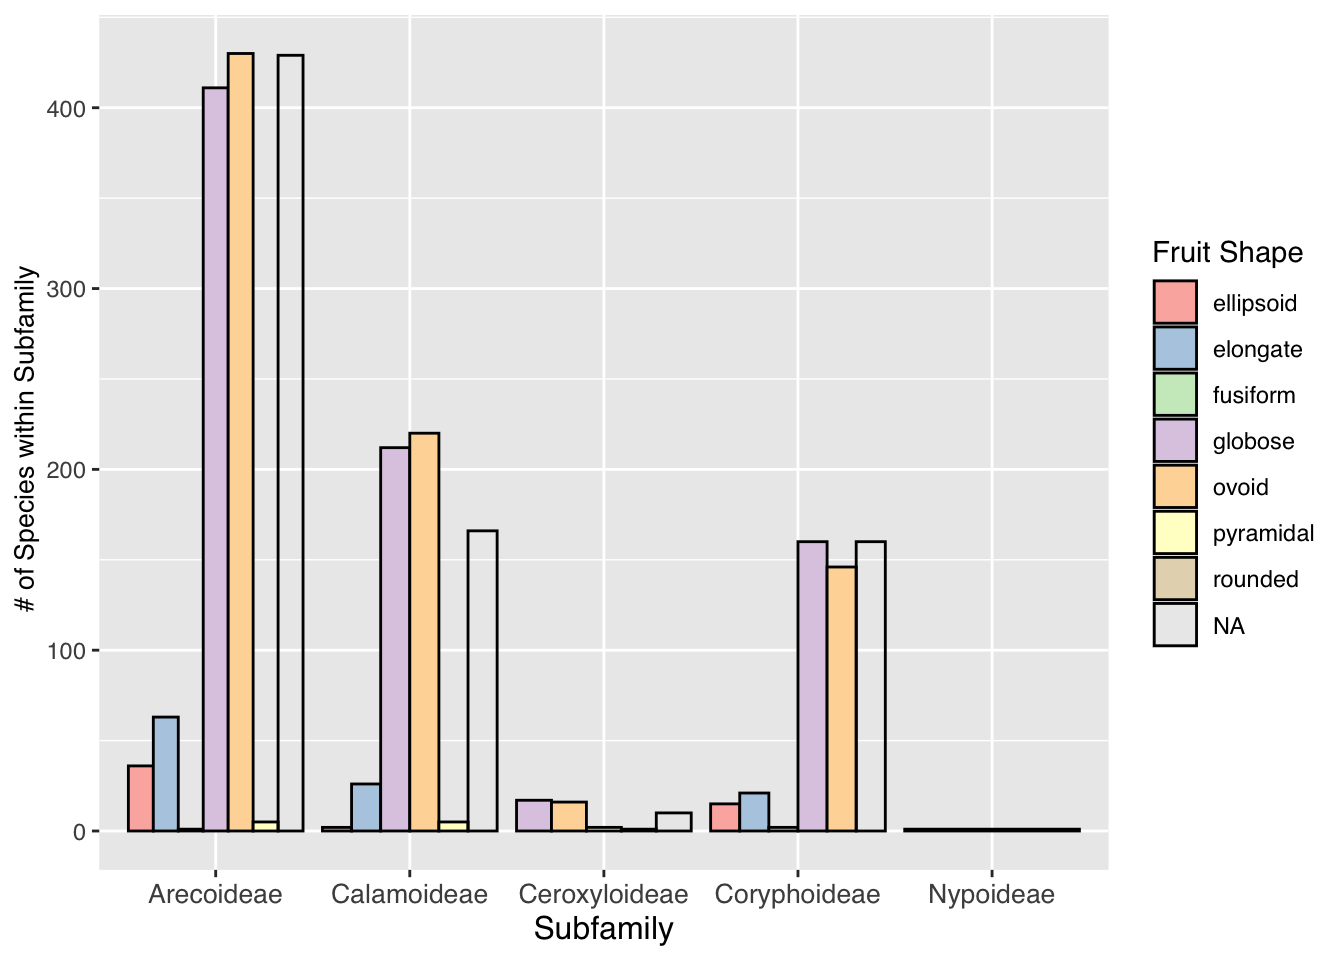 # of Species within Subfamily
400
300
200
100
0
Arecoideae Calamoideae Ceroxyloideae Coryphoideae Nypoideae
Subfamily
Fruit Shape
ellipsoid
elongate
fusiform
globose
ovoid
pyramidal
rounded
NA